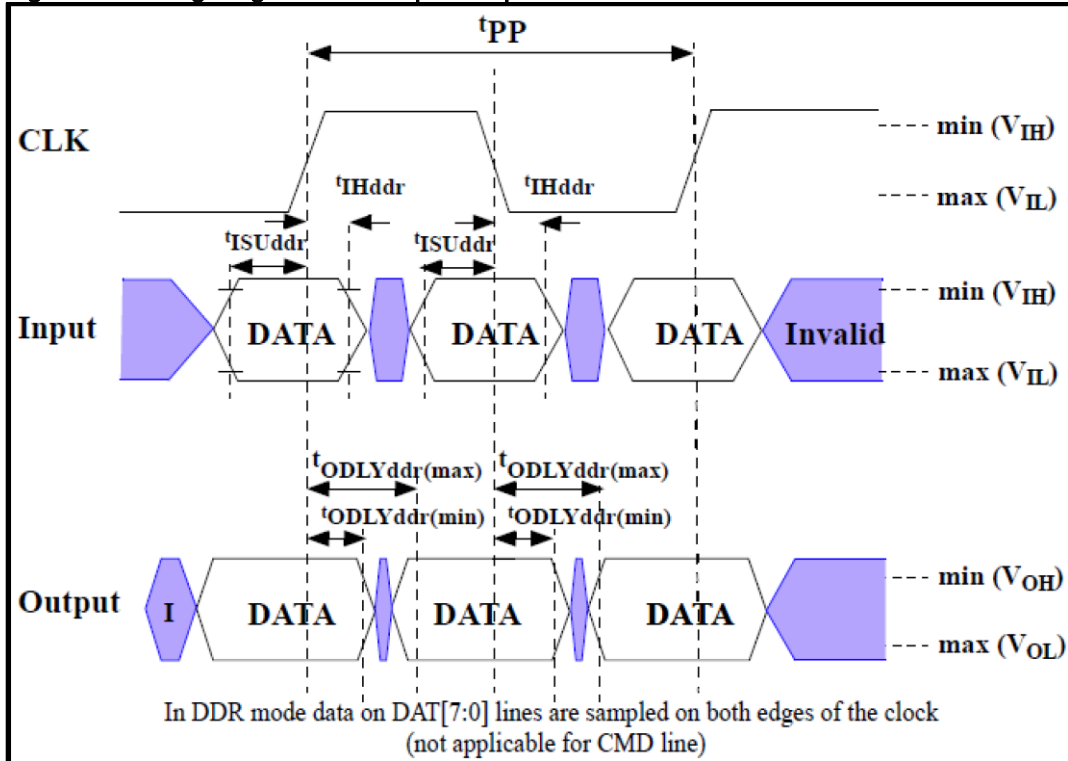 tPP
CLK
min (VIH)
tIHddr
tIHddr
max (VIL)
tISUddr
tISUddr
Input
DATA
DATA
DATA
Invalid
min (VIH)
max (VIL)
tODLYddr(max)
tODLYddr(max)
tODLYddr(min)
tODLYddr(min)
Output
I
DATA
DATA
DATA
min (VOH)
max (VOL)
In DDR mode data on DAT[7:0] lines are sampled on both edges of the clock
(not applicable for CMD line)